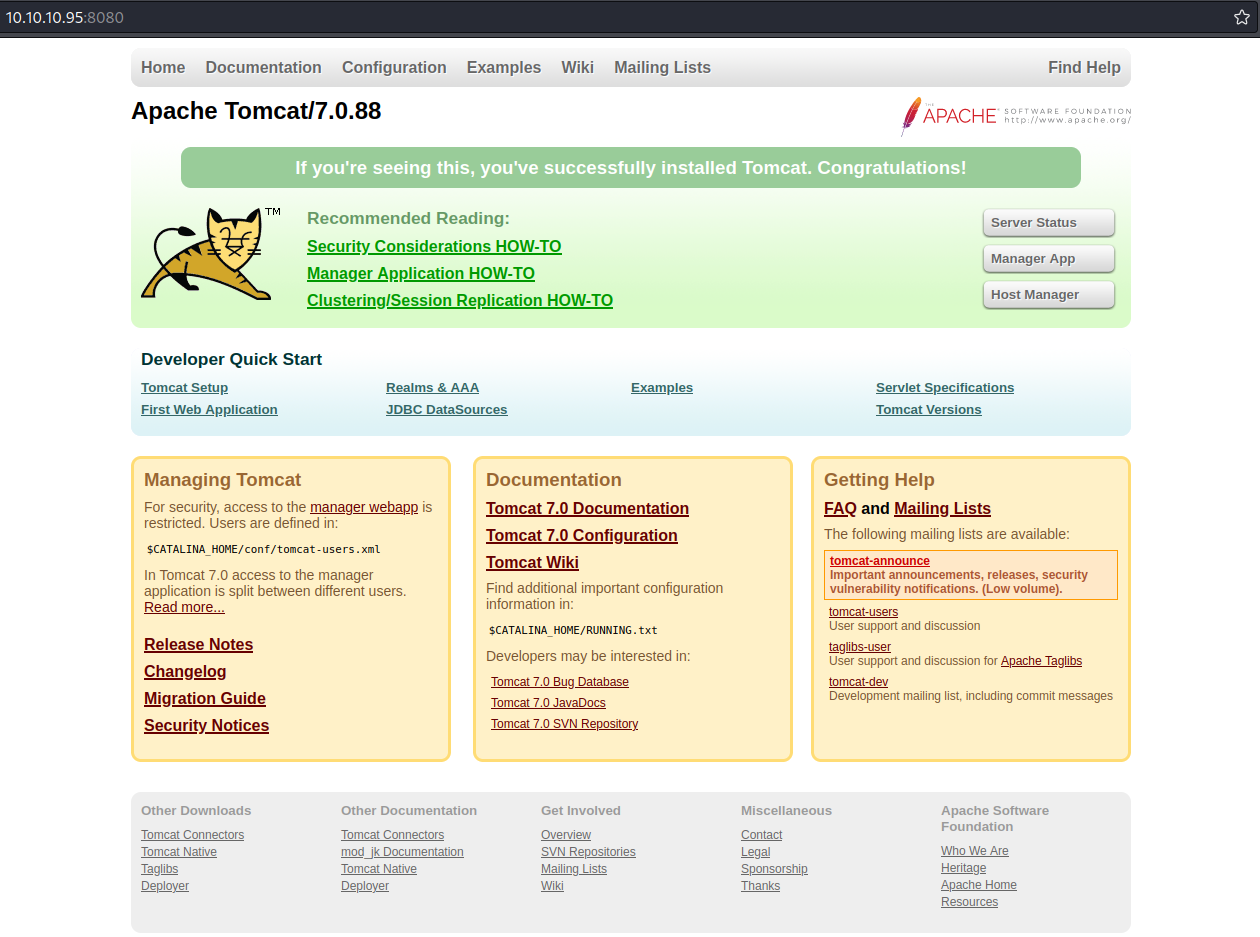 10.10.10.95:8080
Home Documentation Configuration Examples Wiki Mailing Lists Find Help
Apache Tomcat/7.0.88
THE
APACHE
SOFTWARE FOUNDATION
http://www.apache.org/
If you're seeing this, you've successfully installed Tomcat. Congratulations!
TM
Recommended Reading:
Security Considerations HOW-TO
Manager Application HOW-TO
Clustering/Session Replication HOW-TO
Server Status
Manager App
Host Manager
Developer Quick Start
Tomcat Setup
First Web Application
Realms & AAA
JDBC DataSources
Examples
Servlet Specifications
Tomcat Versions
Managing Tomcat
For security, access to the manager webapp is
restricted. Users are defined in:
$CATALINA_HOME/conf/tomcat-users.xml
In Tomcat 7.0 access to the manager
application is split between different users.
Read more...
Release Notes
Changelog
Migration Guide
Security Notices
Documentation
Tomcat 7.0 Documentation
Tomcat 7.0 Configuration
Tomcat Wiki
Find additional important configuration
information in:
$CATALINA_HOME/RUNNING.txt
Developers may be interested in:
Tomcat 7.0 Bug Database
Tomcat 7.0 JavaDocs
Tomcat 7.0 SVN Repository
Getting Help
FAQ and Mailing Lists
The following mailing lists are available:
tomcat-announce
Important announcements, releases, security
vulnerability notifications. (Low volume).
tomcat-users
User support and discussion
taglibs-user
User support and discussion for Apache Taglibs
tomcat-dev
Development mailing list, including commit messages
Other Downloads
Tomcat Connectors
Tomcat Native
Taglibs
Deployer
Other Documentation
Tomcat Connectors
mod_jk Documentation
Tomcat Native
Deployer
Get Involved
Overview
SVN Repositories
Mailing Lists
Wiki
Miscellaneous
Contact
Legal
Sponsorship
Thanks
Apache Software
Foundation
Who We Are
Heritage
Apache Home
Resources